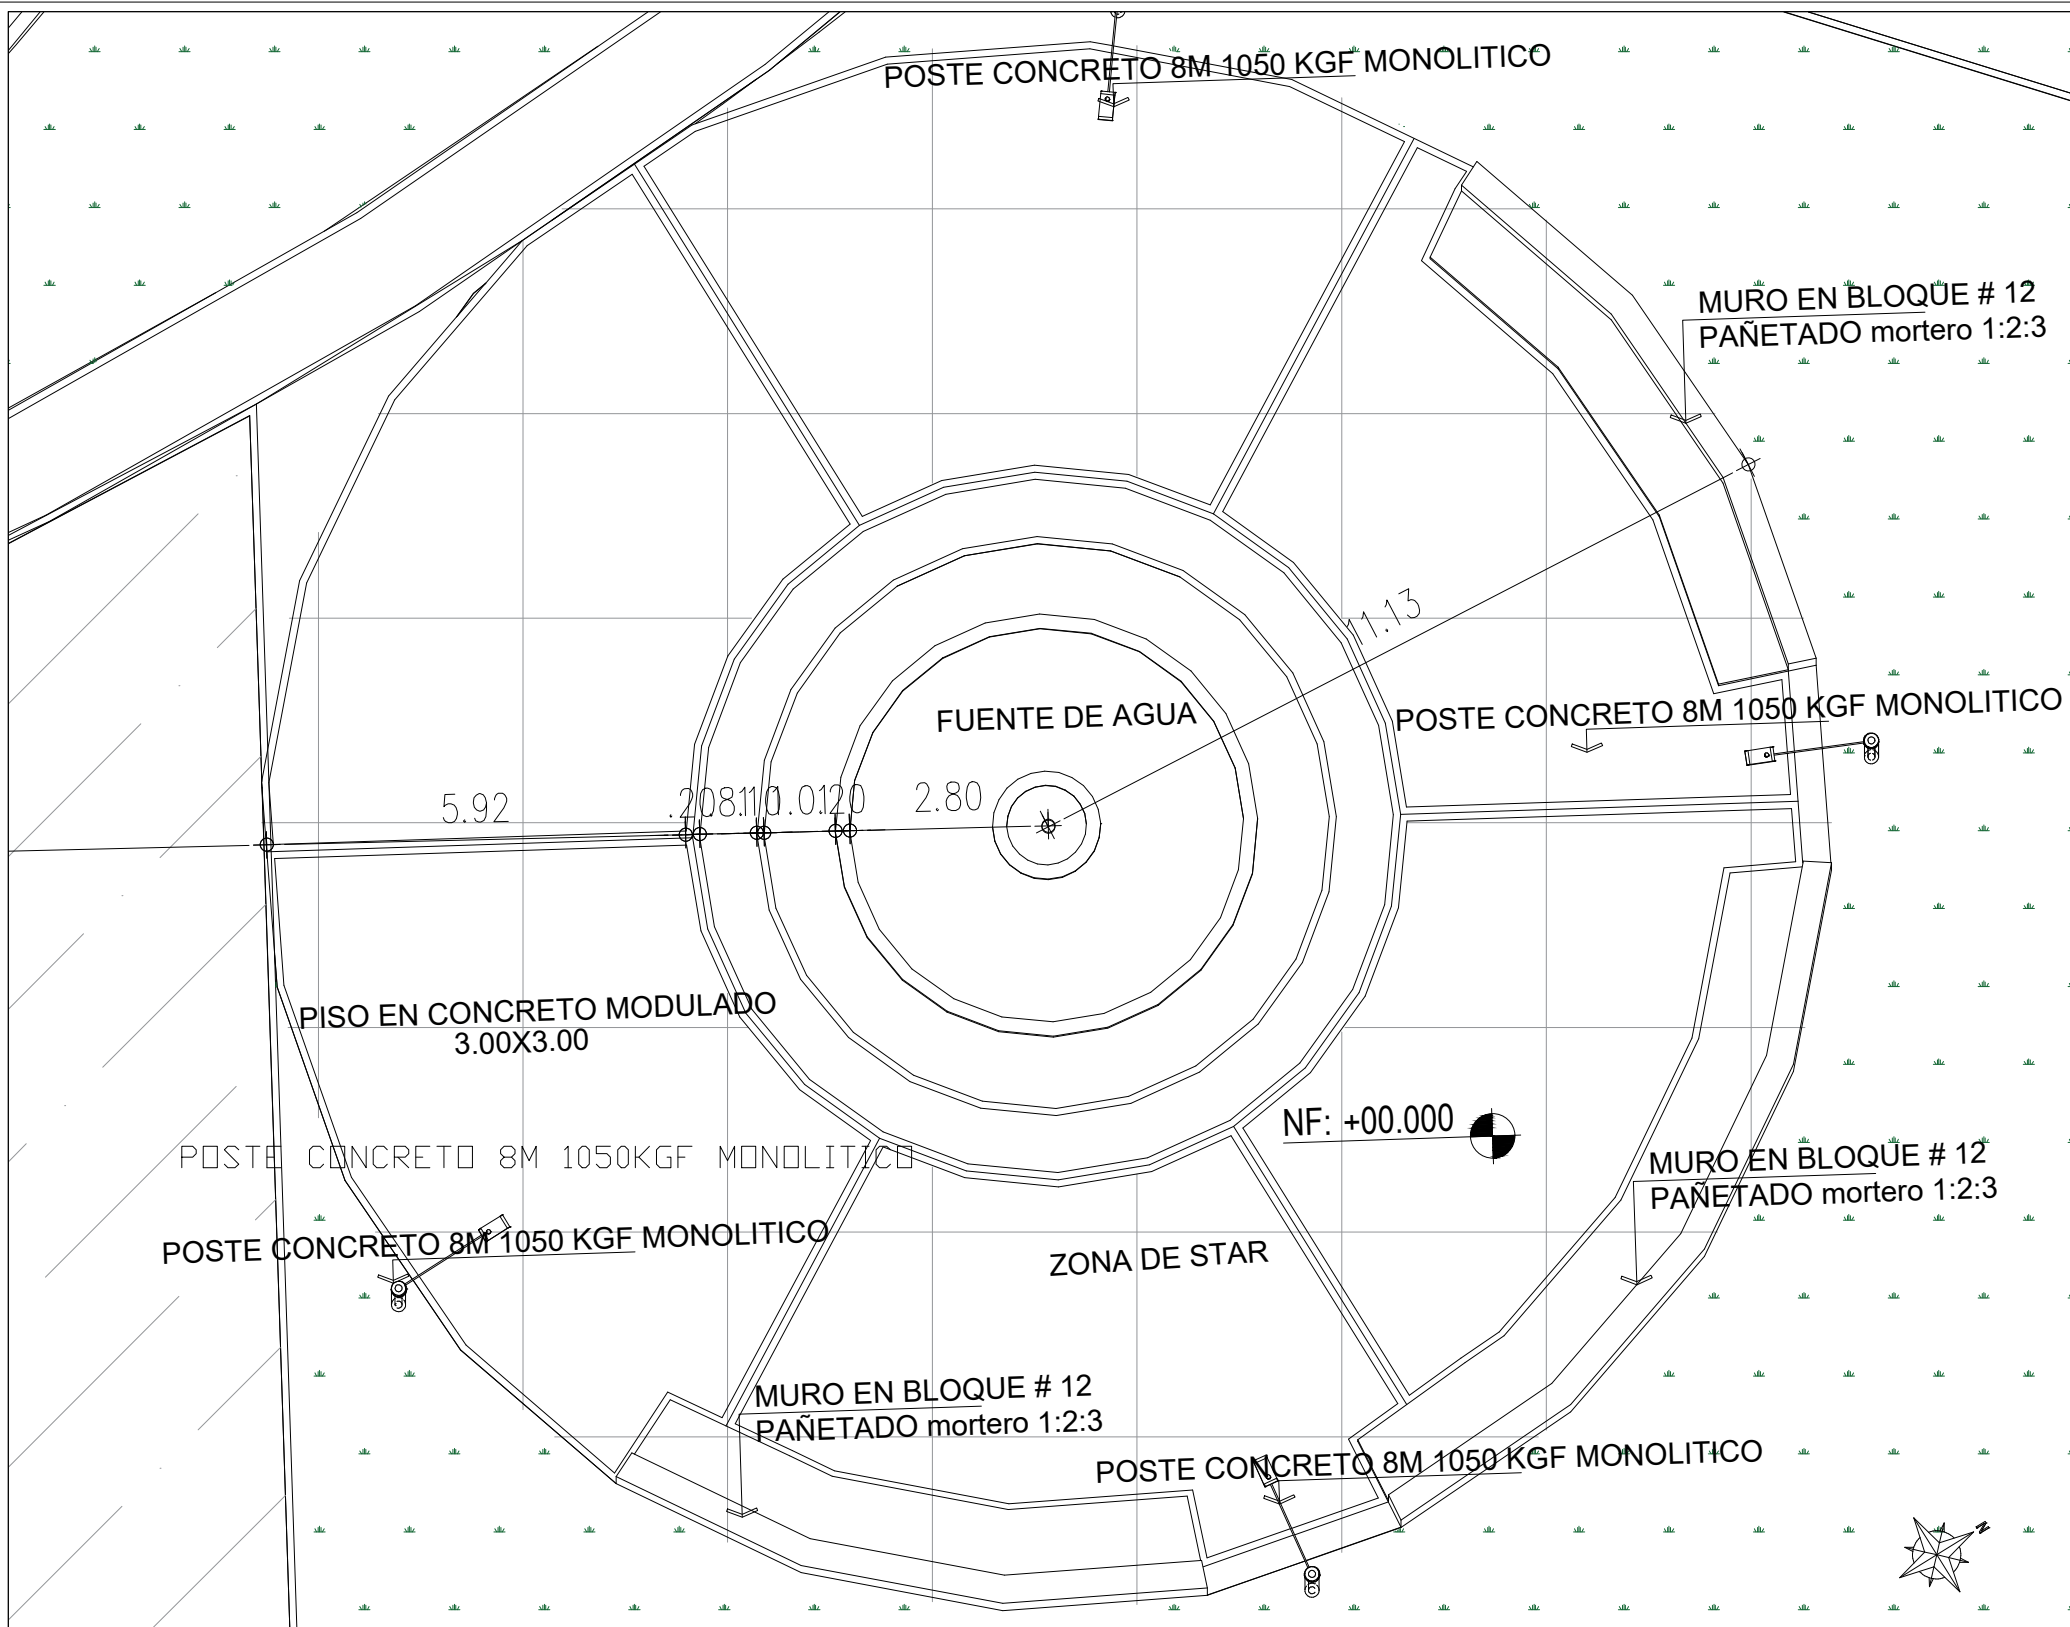 POSTE CONCRETO 8M 1050 KGF MONOLITICO
MURO EN BLOQUE # 12
PAÑETADO mortero 1:2:3
11.13
FUENTE DE AGUA
POSTE CONCRETO 8M 1050 KGF MONOLITICO
5.92
2.80
PISO EN CONCRETO MODULADO
3.00X3.00
NF: +00.000
POSTE CONCRETO 8M 1050KGF MONOLITICO
MURO EN BLOQUE # 12
PAÑETADO mortero 1:2:3
POSTE CONCRETO 8M 1050 KGF MONOLITICO
ZONA DE STAR
MURO EN BLOQUE # 12
PAÑETADO mortero 1:2:3
POSTE CONCRETO 8M 1050 KGF MONOLITICO
N